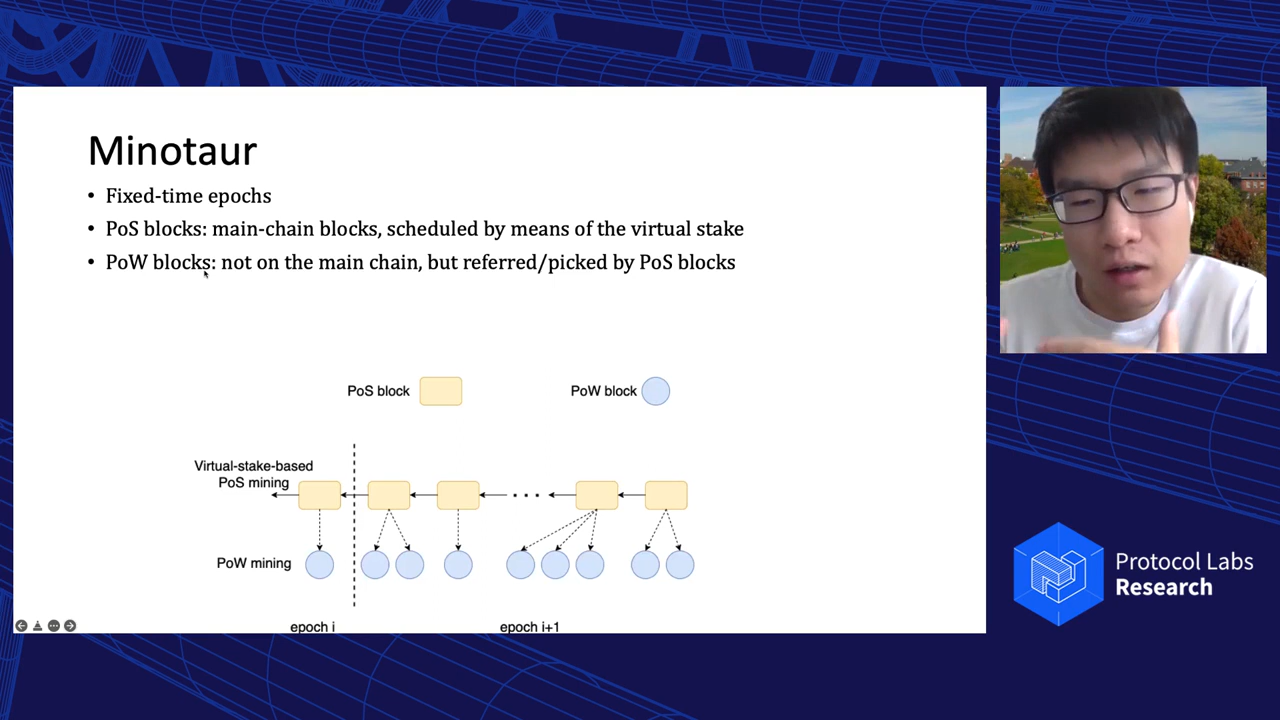 Minotaur
• Fixed-time epochs
• PoS blocks: main-chain blocks, scheduled by means of the virtual stake
• PoW blocks: not on the main chain, but referred/picked by PoS blocks
PoS block
PoW block
Virtual-stake-based
PoS mining
PoW mining
epoch i
epoch i+1
Protocol Labs
Research